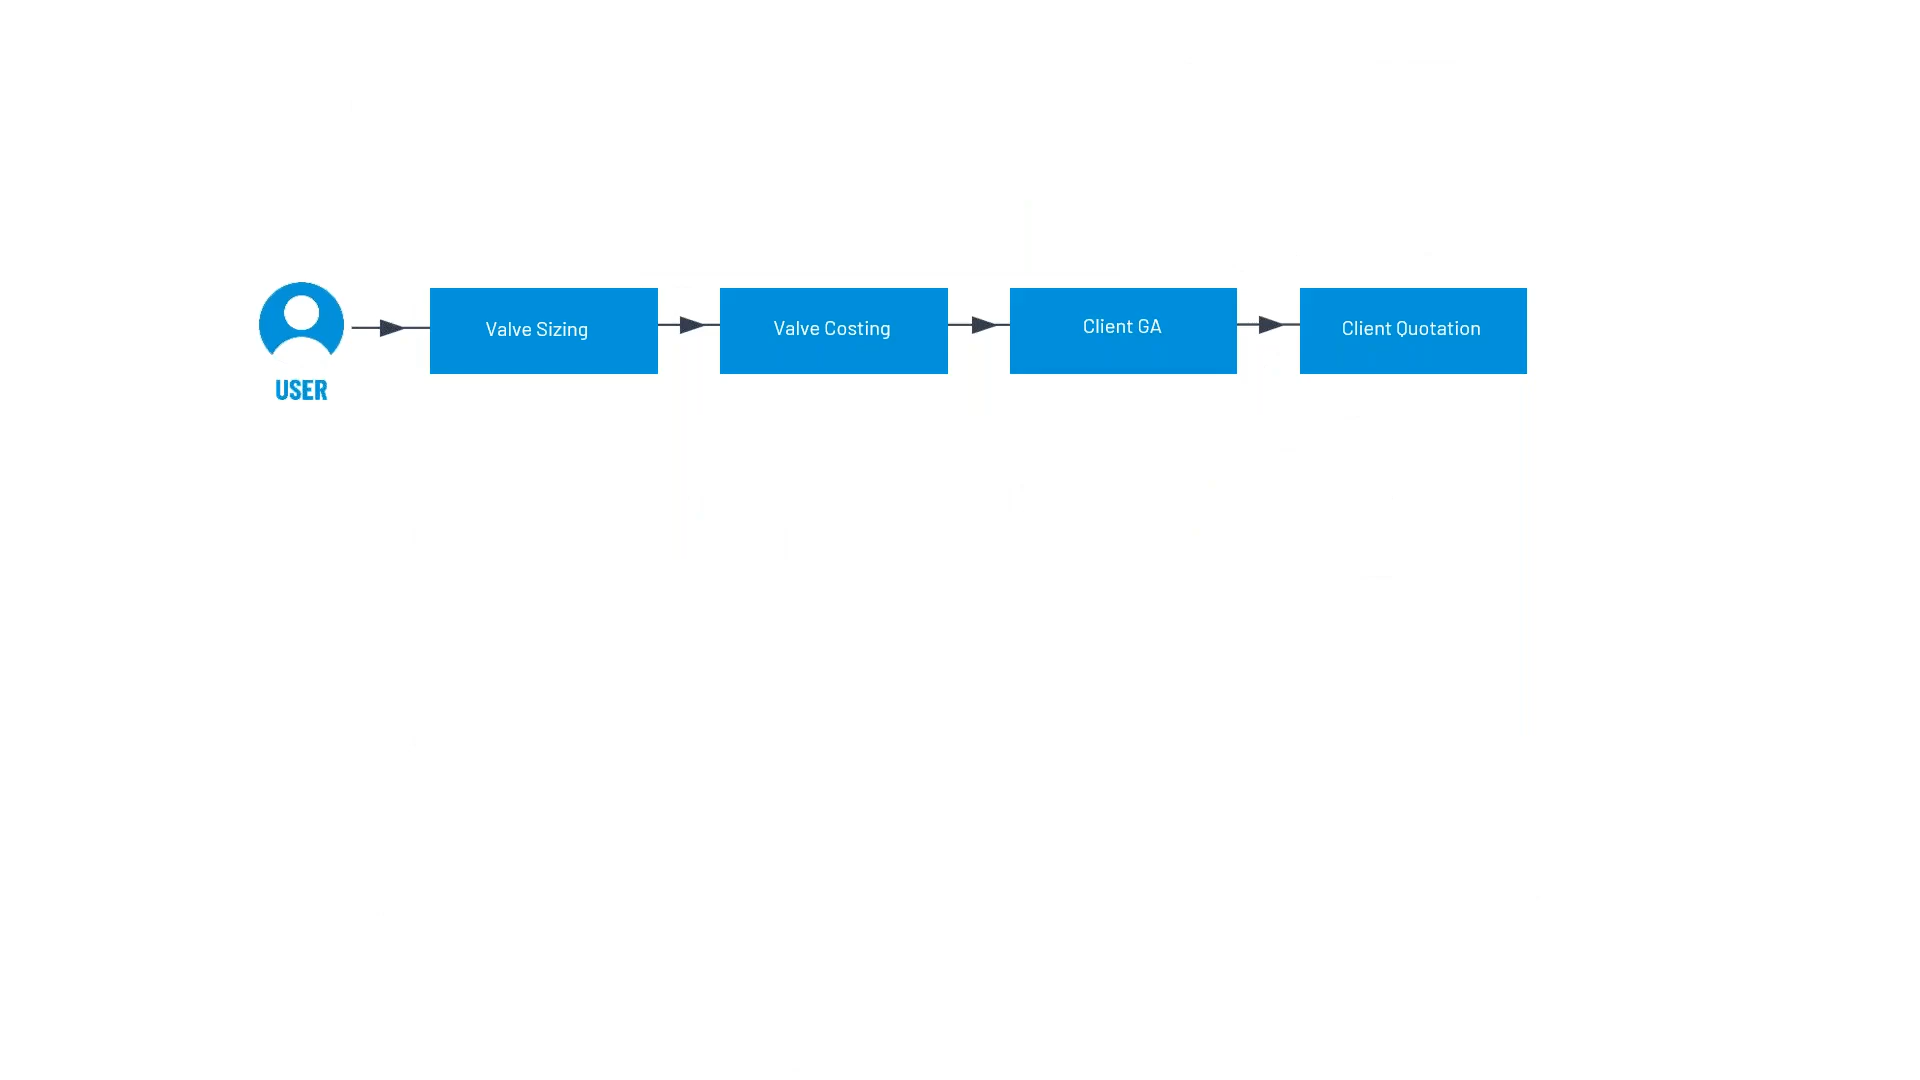 Valve Sizing
Valve Costing
Client GA
Client Quotation
USER